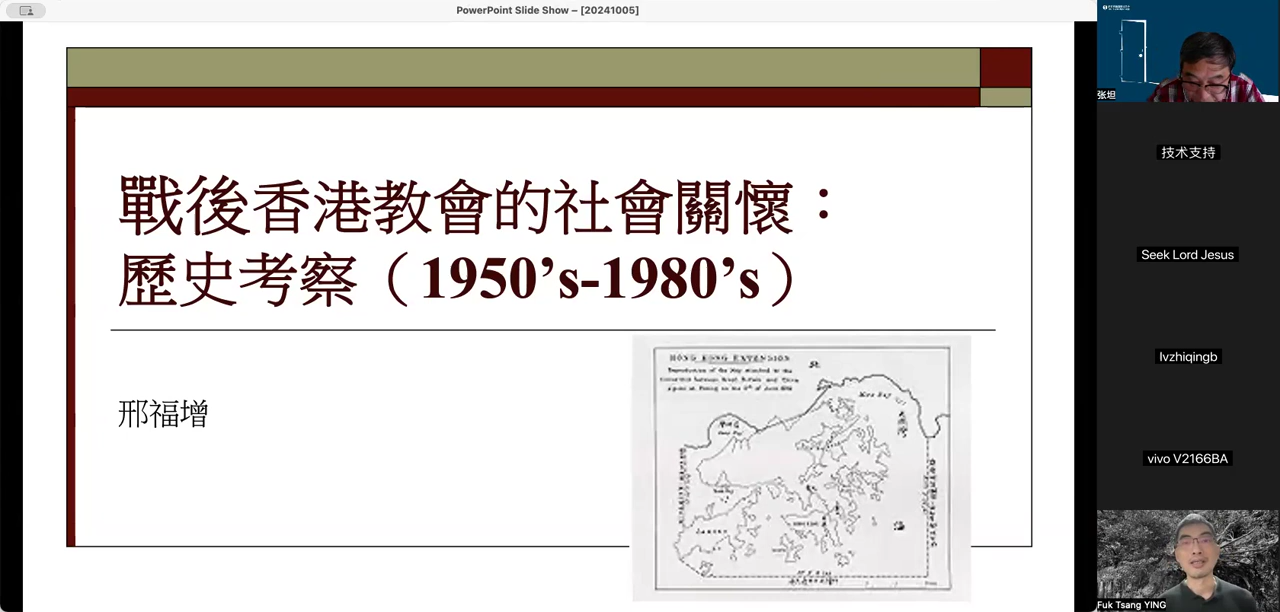 PowerPoint Slide Show – [20241005]
戰後香港教會的社會關懷：
歷史考察（1950’s-1980’s）
邢福增
HONG KONG EXTENSION
张坦
技术支持
Seek Lord Jesus
lvzhiqingb
vivo V2166BA
Fuk Tsang YING